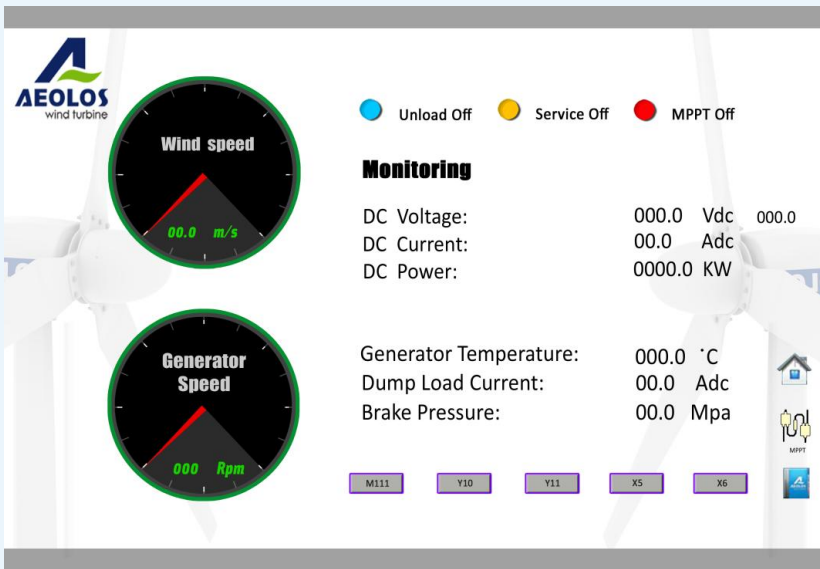 AEOLOS
wind turbine
Unload Off
Service Off
MPPT Off
Wind speed
00.0 m/s
Monitoring
DC Voltage: 000.0 Vdc 000.0
DC Current: 00.0 Adc
DC Power: 0000.0 KW
Generator Speed
000 Rpm
Generator Temperature: 000.0 ˙C
Dump Load Current: 00.0 Adc
Brake Pressure: 00.0 Mpa
MPPT
M111 Y10 Y11 X5 X6